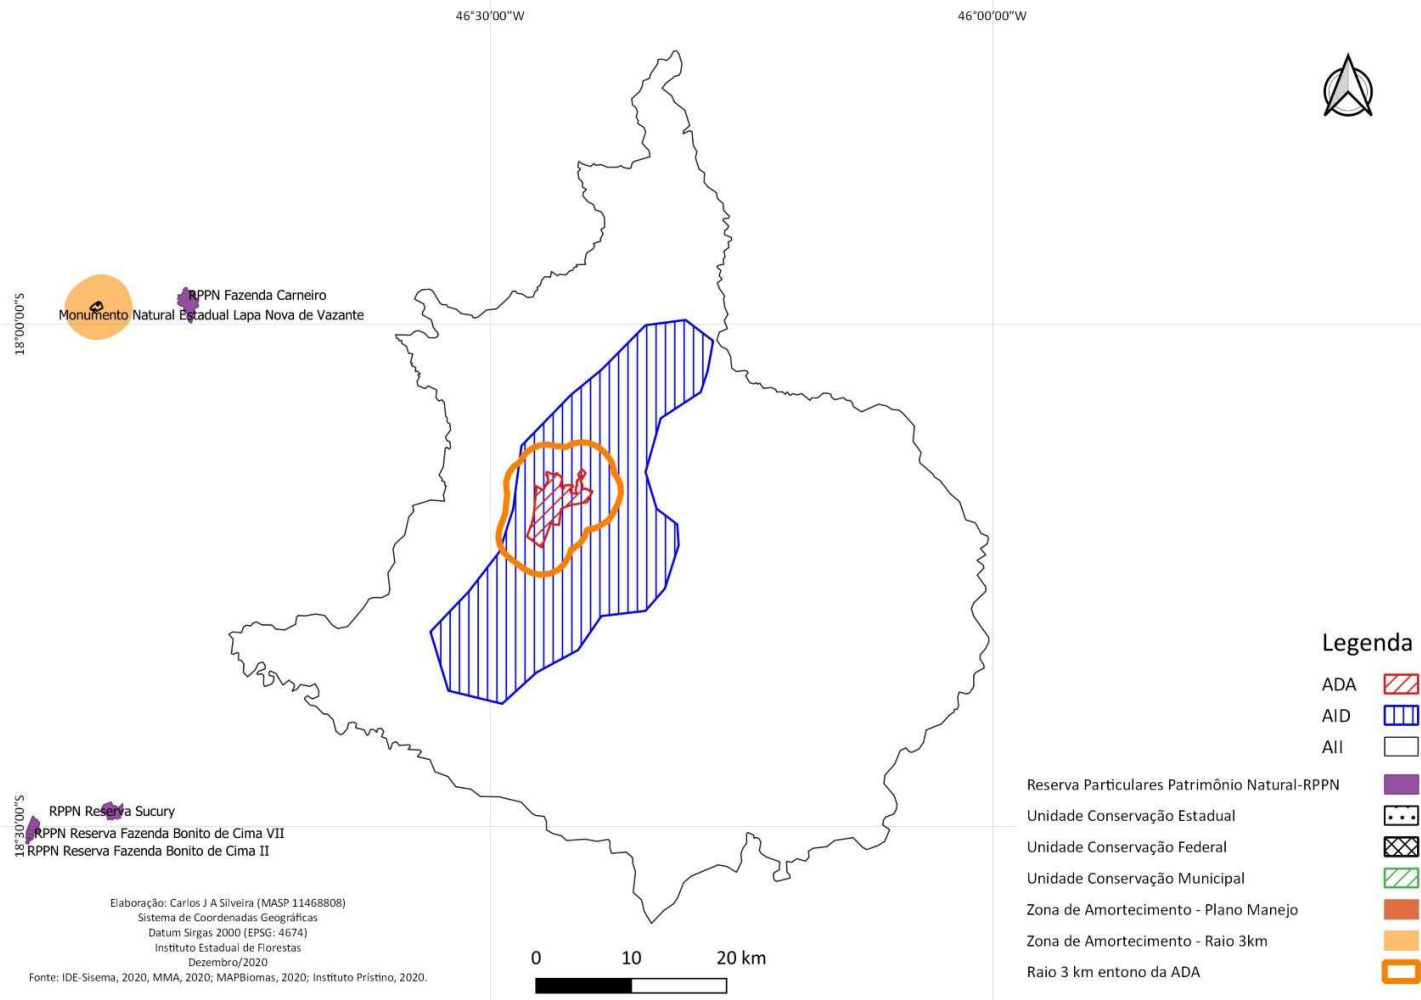 46°30'00"W
46°00'00"W
RPPN Fazenda Carneiro
Monumento Natural Estadual Lapa Nova de Vazante
18°00'00"S
Legenda
ADA
AID
AII
Reserva Particulares Patrimônio Natural-RPPN
Unidade Conservação Estadual
Unidade Conservação Federal
Unidade Conservação Municipal
Zona de Amortecimento - Plano Manejo
Zona de Amortecimento - Raio 3km
Raio 3 km entono da ADA
18°30'00"S
RPPN Reserva Sucury
RPPN Reserva Fazenda Bonito de Cima VII
RPPN Reserva Fazenda Bonito de Cima II
Elaboração: Carlos J A Silveira (MASP 11468808)
Sistema de Coordenadas Geográficas
Datum Sirgas 2000 (EPSG: 4674)
Instituto Estadual de Florestas
Dezembro/2020
Fonte: IDE-Sisema, 2020, MMA, 2020; MAPBiomas, 2020; Instituto Prístino, 2020.
0 10 20 km